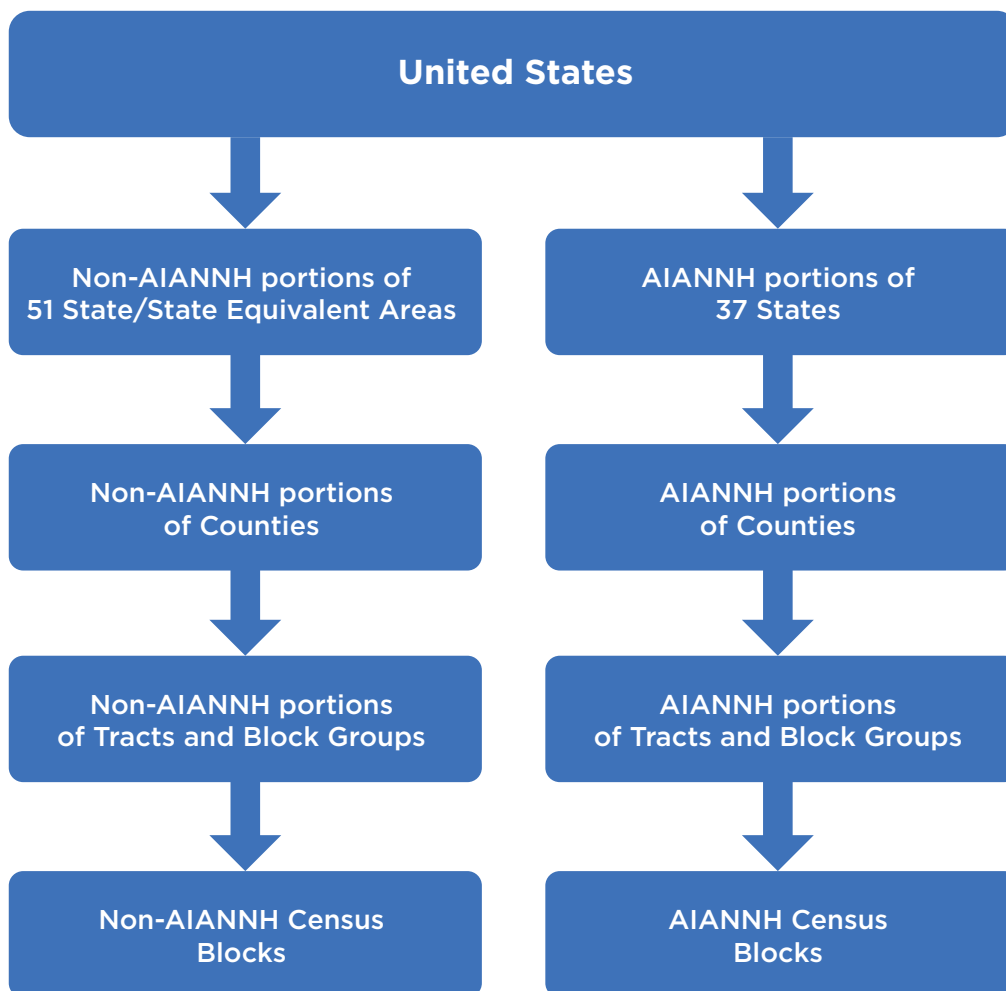 United States
Non-AIANNH portions of
51 State/State Equivalent Areas
AIANNH portions of
37 States
Non-AIANNH portions
of Counties
AIANNH portions
of Counties
Non-AIANNH portions
of Tracts and Block Groups
AIANNH portions
of Tracts and Block Groups
Non-AIANNH Census
Blocks
AIANNH Census
Blocks